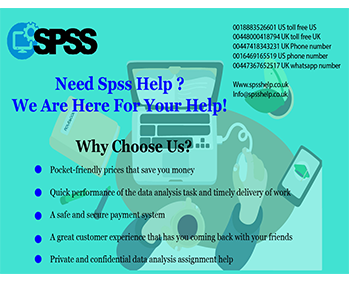 SPSS
0018883526601 US toll free US
00448000418794 UK toll free UK
00447418343231 UK Phone number
0016469165519 US phone number
00447367652517 UK whatsapp number
Www.spsshelp.co.uk
Info@spsshelp.co.uk
Need Spss Help ?
We Are Here For Your Help!
Why Choose Us?
Pocket-friendly prices that save you money
Quick performance of the data analysis task and timely delivery of work
A safe and secure payment system
A great customer experience that has you coming back with your friends
Private and confidential data analysis assignment help